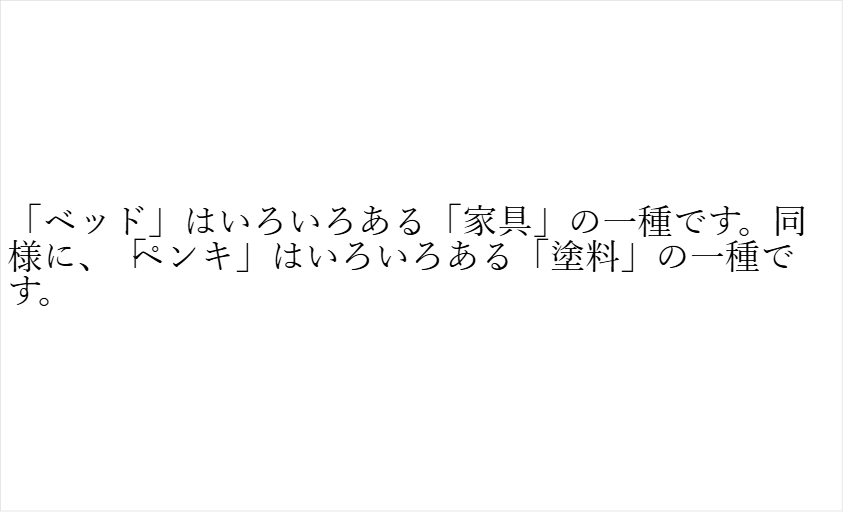 「ベッド」はいろいろある「家具」の一種です。同
様に、「ペンキ」はいろいろある「塗料」の一種で
す。